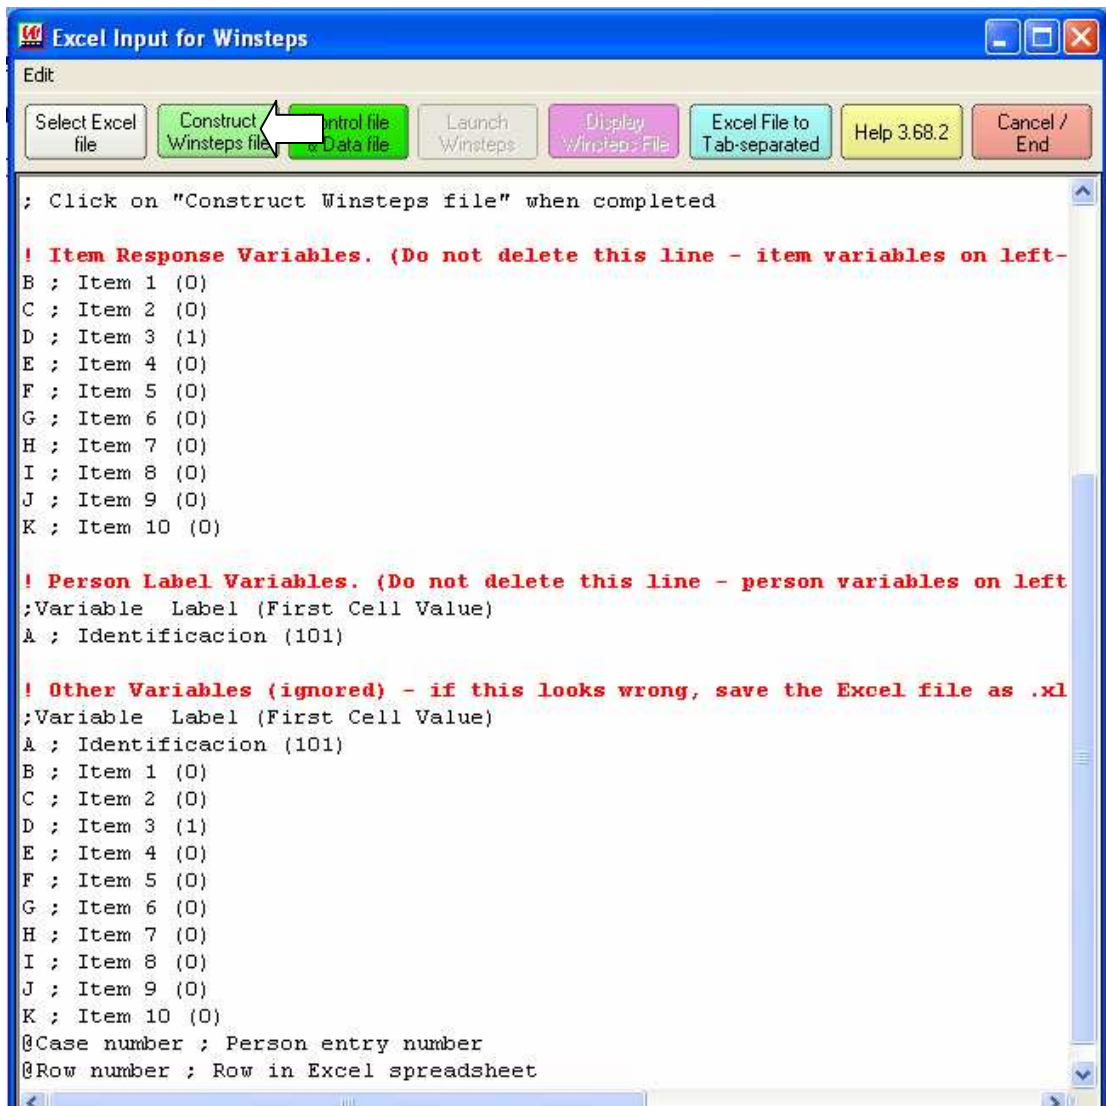 Excel Input for Winsteps
Edit
Select Excel file
Construct Winsteps file
ontrol file & Data file
Launch Winsteps
Display Winsteps File
Excel File to Tab-separated
Help 3.68.2
Cancel / End
; Click on "Construct Winsteps file" when completed
! Item Response Variables. (Do not delete this line - item variables on left-
B ; Item 1 (0)
C ; Item 2 (0)
D ; Item 3 (1)
E ; Item 4 (0)
F ; Item 5 (0)
G ; Item 6 (0)
H ; Item 7 (0)
I ; Item 8 (0)
J ; Item 9 (0)
K ; Item 10 (0)
! Person Label Variables. (Do not delete this line - person variables on left
;Variable Label (First Cell Value)
A ; Identificacion (101)
! Other Variables (ignored) - if this looks wrong, save the Excel file as .xl
;Variable Label (First Cell Value)
A ; Identificacion (101)
B ; Item 1 (0)
C ; Item 2 (0)
D ; Item 3 (1)
E ; Item 4 (0)
F ; Item 5 (0)
G ; Item 6 (0)
H ; Item 7 (0)
I ; Item 8 (0)
J ; Item 9 (0)
K ; Item 10 (0)
@Case number ; Person entry number
@Row number ; Row in Excel spreadsheet